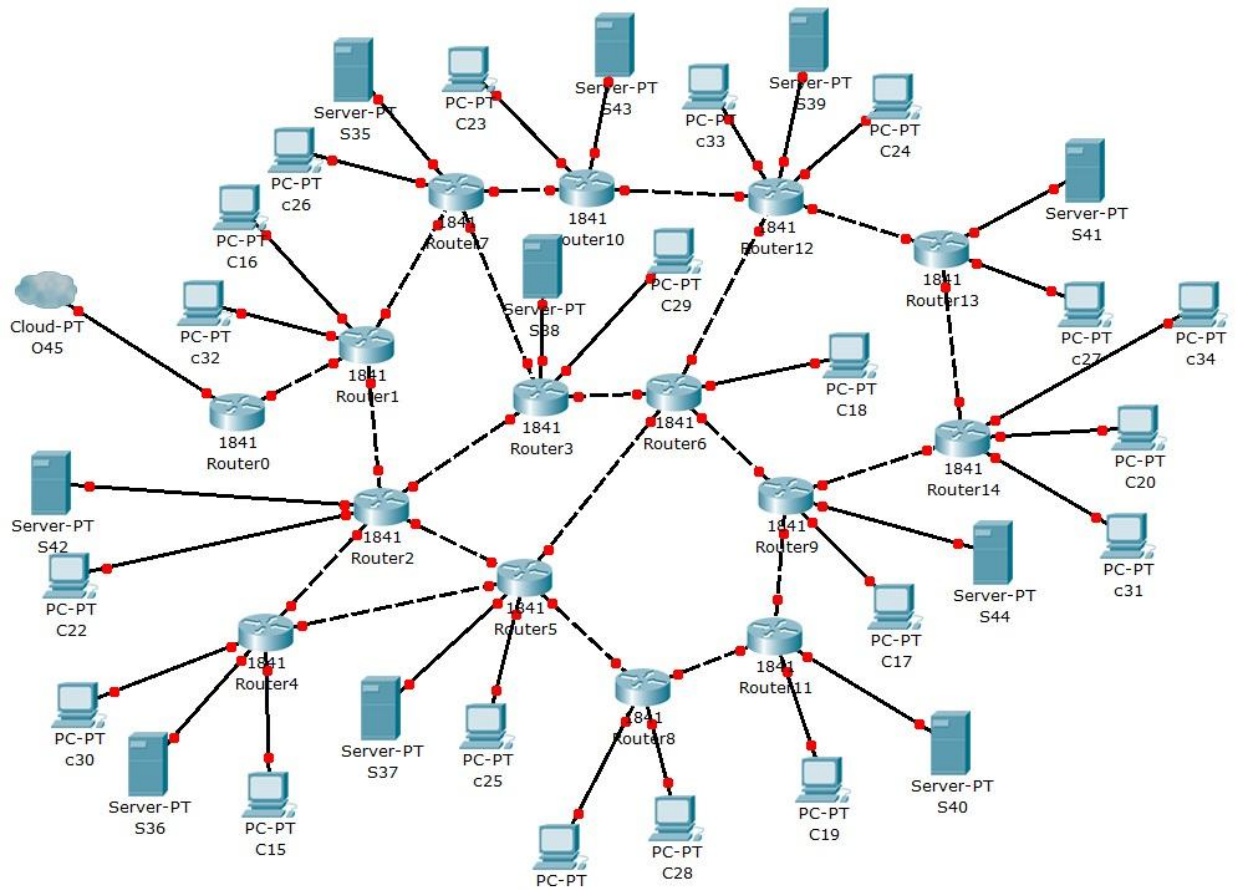 Server-PT
S35
PC-PT
C23
Server-PT
S43
PC-PT
c33
Server-PT
S39
PC-PT
C24
PC-PT
c26
1841
Router7
1841
outer10
1841
Router12
Server-PT
S41
PC-PT
C16
1841
Router13
Server-PT
S38
PC-PT
C29
Cloud-PT
O45
PC-PT
c32
1841
Router1
PC-PT
c27
PC-PT
c34
1841
Router0
1841
Router3
1841
Router6
PC-PT
C18
1841
Router14
PC-PT
C20
Server-PT
S42
1841
Router2
1841
Router9
Server-PT
S44
PC-PT
c31
PC-PT
C22
1841
Router5
PC-PT
C17
1841
Router4
1841
Router11
1841
Router8
PC-PT
c30
Server-PT
S36
PC-PT
C15
Server-PT
S37
PC-PT
c25
PC-PT
C19
Server-PT
S40
PC-PT
PC-PT
C28